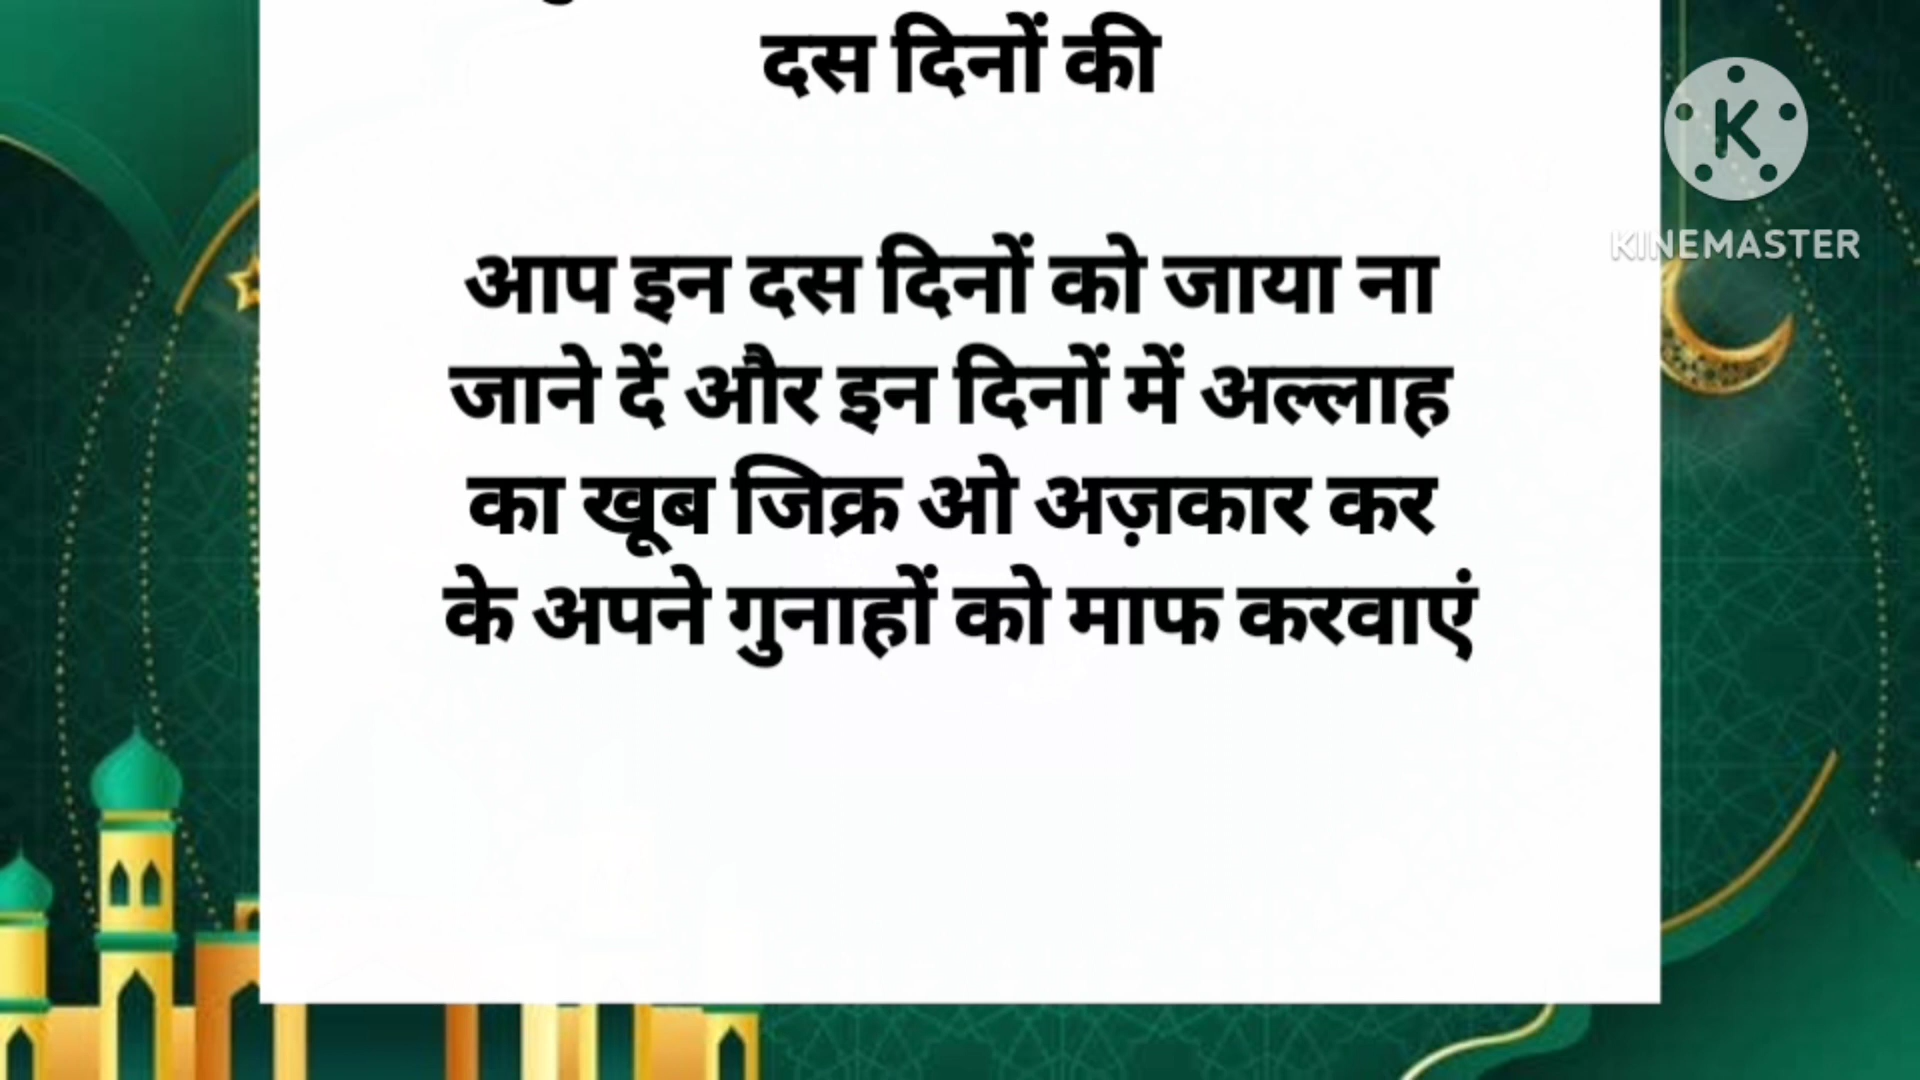 दस दिनों की
आप इन दस दिनों को जाया ना
जाने दें और इन दिनों में अल्लाह
का खूब जिक्र ओ अज़कार कर
के अपने गुनाहों को माफ करवाएं
K
KINEMASTER